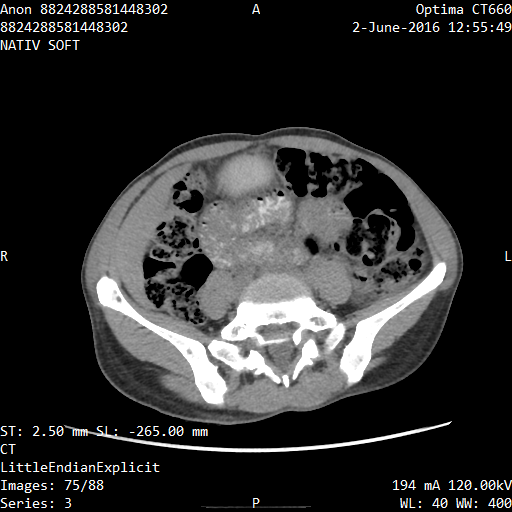 Anon 8824288581448302 A Optima CT660
8824288581448302 2-June-2016 12:55:49
NATIV SOFT
R L
ST: 2.50 mm SL: -265.00 mm
CT
LittleEndianExplicit
Images: 75/88 194 mA 120.00kV
Series: 3 P WL: 40 WW: 400